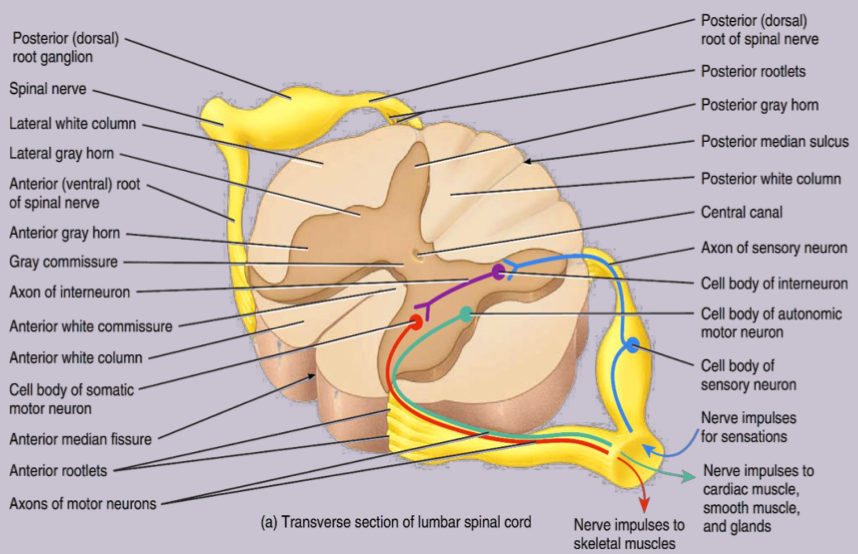 Posterior (dorsal)
root ganglion
Spinal nerve
Lateral white column
Lateral gray horn
Anterior (ventral) root
of spinal nerve
Anterior gray horn
Gray commissure
Axon of interneuron
Anterior white commissure
Anterior white column
Cell body of somatic
motor neuron
Anterior median fissure
Anterior rootlets
Axons of motor neurons
Posterior (dorsal)
root of spinal nerve
Posterior rootlets
Posterior gray horn
Posterior median sulcus
Posterior white column
Central canal
Axon of sensory neuron
Cell body of interneuron
Cell body of autonomic
motor neuron
Cell body of
sensory neuron
Nerve impulses
for sensations
Nerve impulses to
cardiac muscle,
smooth muscle,
and glands
Nerve impulses to
skeletal muscles
(a) Transverse section of lumbar spinal cord